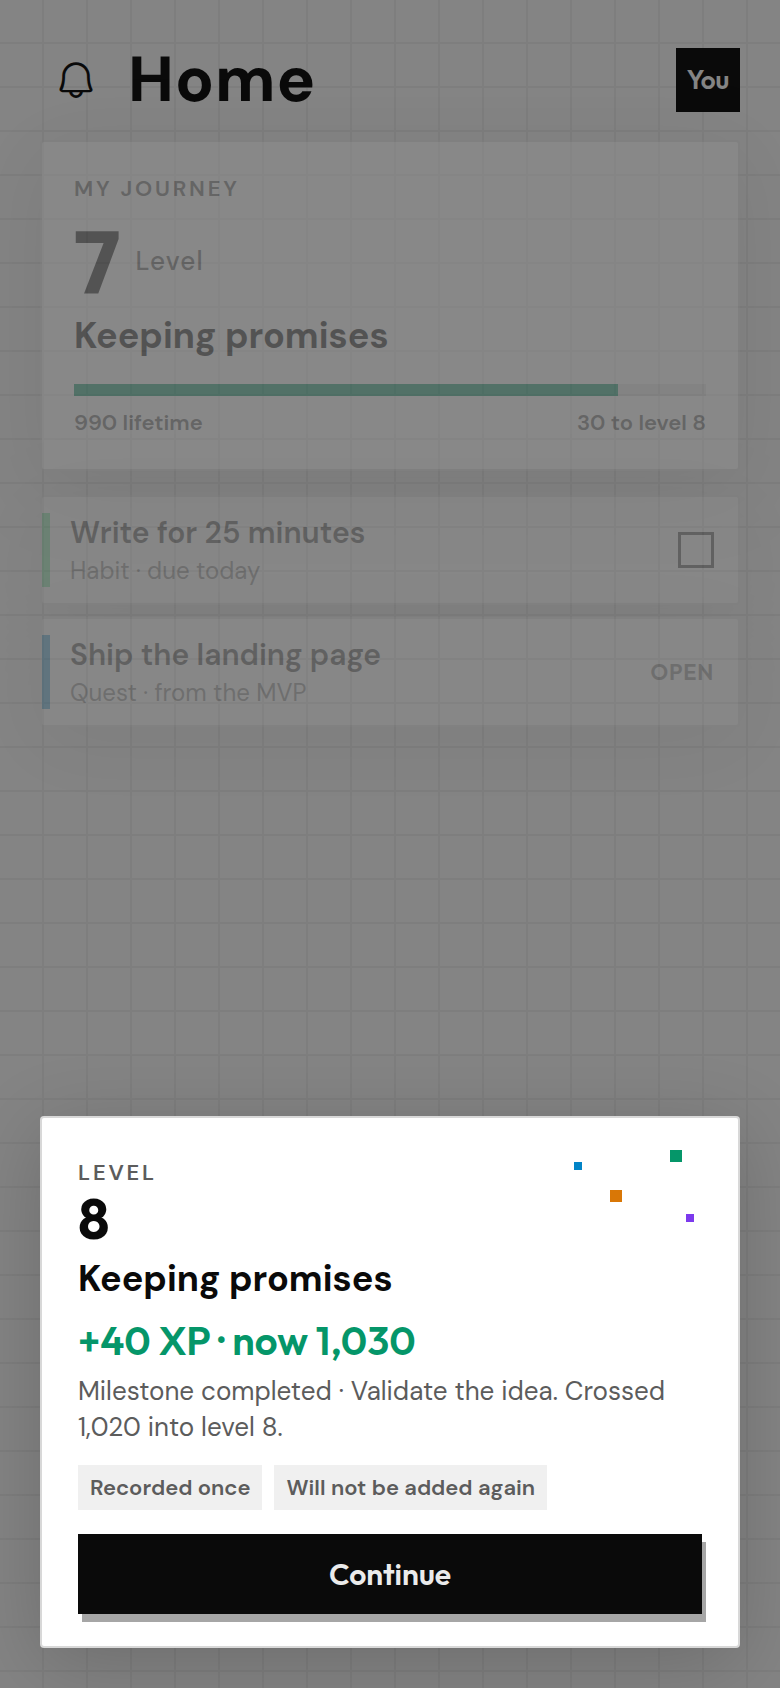 Home
You
MY JOURNEY
7 Level
Keeping promises
990 lifetime
30 to level 8
Write for 25 minutes
Habit · due today
Ship the landing page
Quest · from the MVP
OPEN
LEVEL
8
Keeping promises
+40 XP · now 1,030
Milestone completed · Validate the idea. Crossed
1,020 into level 8.
Recorded once
Will not be added again
Continue